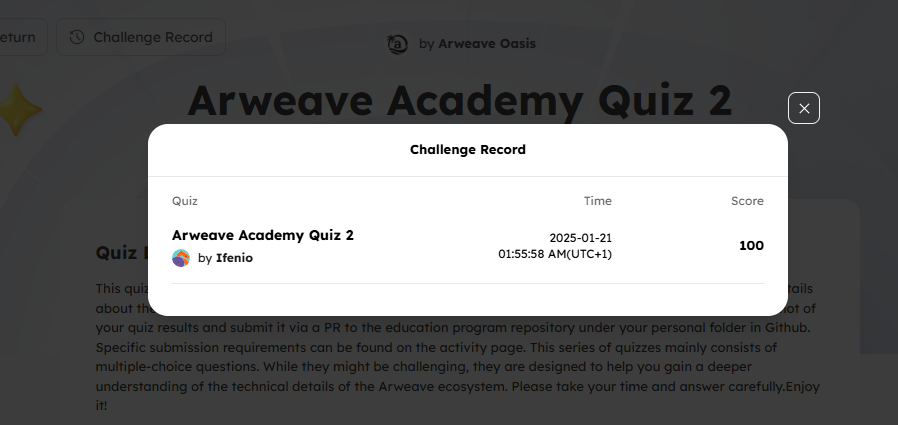 eturn
Challenge Record
by Arweave Oasis
Arweave Academy Quiz 2
Challenge Record
Quiz Time Score
Arweave Academy Quiz 2
by Ifenio
2025-01-21
01:55:58 AM(UTC+1)
100
Quiz
This quiz
tails
about the
ot of
your quiz results and submit it via a PR to the education program repository under your personal folder in Github.
Specific submission requirements can be found on the activity page. This series of quizzes mainly consists of
multiple-choice questions. While they might be challenging, they are designed to help you gain a deeper
understanding of the technical details of the Arweave ecosystem. Please take your time and answer carefully.Enjoy
it!